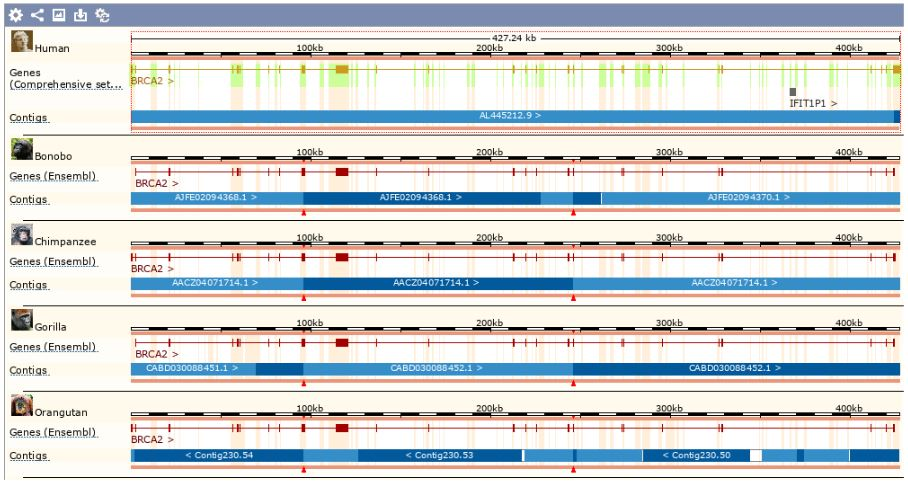 427.24 kb
Human
100kb 200kb 300kb 400kb
Genes
(Comprehensive set...
BRCA2 >
IFIT1P1 >
Contigs
AL445212.9 >
Bonobo
100kb 200kb 300kb 400kb
Genes (Ensembl)
BRCA2 >
Contigs
AJFE02094368.1 > AJFE02094368.1 > AJFE02094370.1 >
Chimpanzee
100kb 200kb 300kb 400kb
Genes (Ensembl)
BRCA2 >
Contigs
AACZ04071714.1 > AACZ04071714.1 > AACZ04071714.1 >
Gorilla
100kb 200kb 300kb 400kb
Genes (Ensembl)
BRCA2 >
Contigs
CABD030088451.1 > CABD030088452.1 > CABD030088452.1 >
Orangutan
100kb 200kb 300kb 400kb
Genes (Ensembl)
BRCA2 >
Contigs
< Contig230.54 < Contig230.53 < Contig230.50